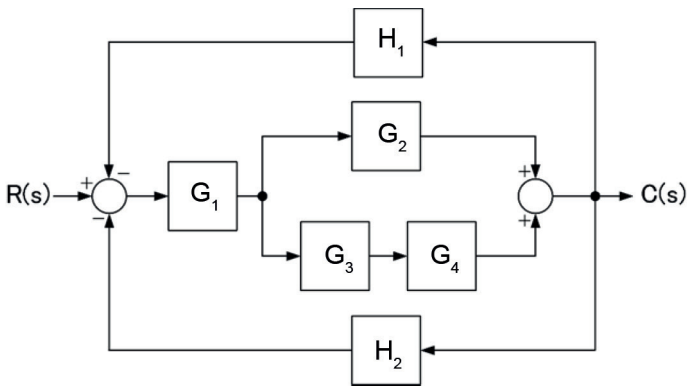 H₁
G₂
R(s)
+
−
−
G₁
+
+
C(s)
G₃
G₄
H₂